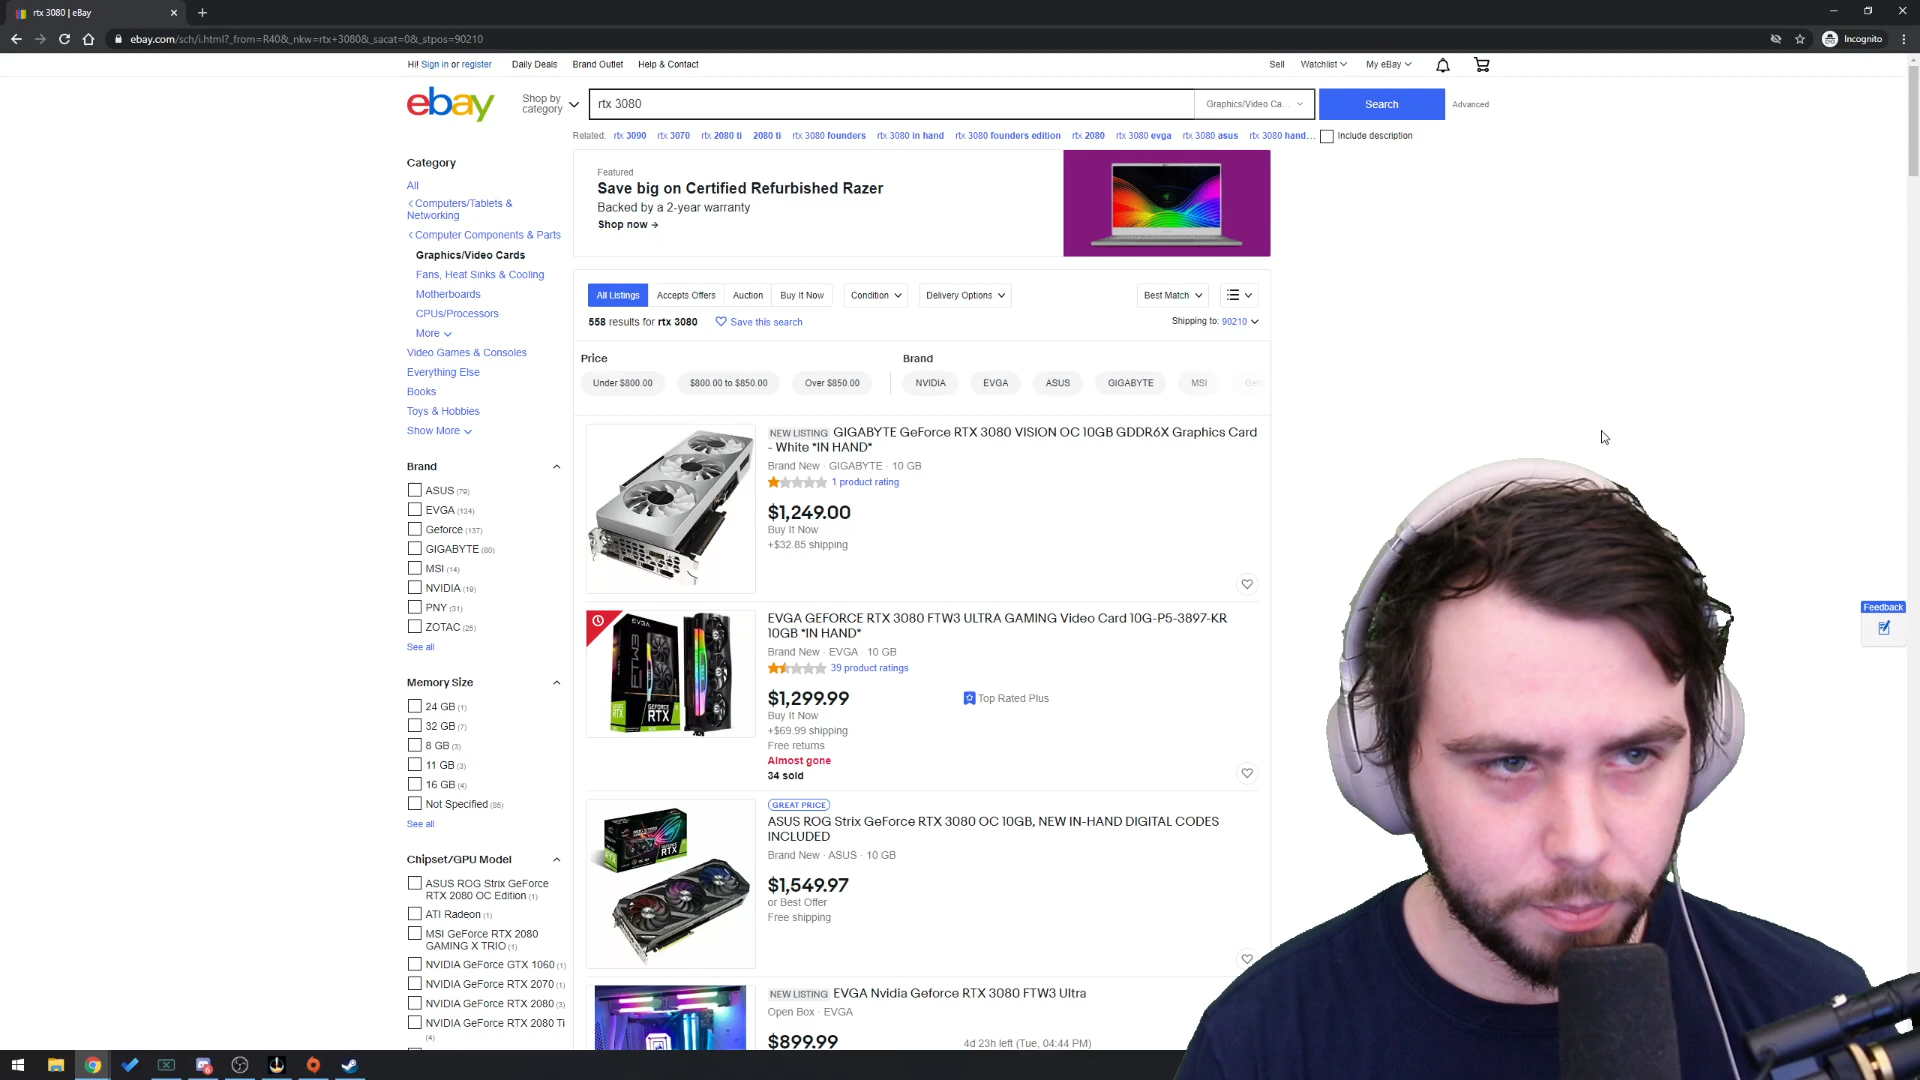 rtx 3080 | eBay
ebay.com/sch/i.html?_from=R40&_nkw=rtx+3080&_sacat=0&_stpos=90210
Incognito
Hi! Sign in or register
Daily Deals
Brand Outlet
Help & Contact
Sell
Watchlist
My eBay
ebay
Shop by category
rtx 3080
Graphics/Video Ca...
Search
Advanced
Related: rtx 3090 rtx 3070 rtx 2080 ti 2080 ti rtx 3080 founders rtx 3080 in hand rtx 3080 founders edition rtx 2080 rtx 3080 evga rtx 3080 asus rtx 3080 hand...
Include description
Category
All
Computers/Tablets &
Networking
Computer Components & Parts
Graphics/Video Cards
Fans, Heat Sinks & Cooling
Motherboards
CPUs/Processors
More
Video Games & Consoles
Everything Else
Books
Toys & Hobbies
Show More
Brand
ASUS (79)
EVGA (134)
Geforce (137)
GIGABYTE (80)
MSI (14)
NVIDIA (19)
PNY (31)
ZOTAC (25)
See all
Memory Size
24 GB (1)
32 GB (7)
8 GB (3)
11 GB (3)
16 GB (4)
Not Specified (85)
See all
Chipset/GPU Model
ASUS ROG Strix GeForce
RTX 2080 OC Edition (1)
ATI Radeon (1)
MSI GeForce RTX 2080
GAMING X TRIO (1)
NVIDIA GeForce GTX 1060 (1)
NVIDIA GeForce RTX 2070 (1)
NVIDIA GeForce RTX 2080 (3)
NVIDIA GeForce RTX 2080 Ti
(4)
Featured
Save big on Certified Refurbished Razer
Backed by a 2-year warranty
Shop now →
All Listings
Accepts Offers
Auction
Buy It Now
Condition
Delivery Options
Best Match
558 results for rtx 3080
Save this search
Shipping to: 90210
Price
Under $800.00
$800.00 to $850.00
Over $850.00
Brand
NVIDIA
EVGA
ASUS
GIGABYTE
MSI
NEW LISTING GIGABYTE GeForce RTX 3080 VISION OC 10GB GDDR6X Graphics Card
- White *IN HAND*
Brand New · GIGABYTE · 10 GB
1 product rating
$1,249.00
Buy It Now
+$32.85 shipping
EVGA GEFORCE RTX 3080 FTW3 ULTRA GAMING Video Card 10G-P5-3897-KR
10GB *IN HAND*
Brand New · EVGA · 10 GB
39 product ratings
$1,299.99
Buy It Now
+$69.99 shipping
Free returns
Almost gone
34 sold
Top Rated Plus
EVGA
FTW3
GEFORCE
RTX
RTX
GREAT PRICE
ASUS ROG Strix GeForce RTX 3080 OC 10GB, NEW IN-HAND DIGITAL CODES
INCLUDED
Brand New · ASUS · 10 GB
$1,549.97
or Best Offer
Free shipping
RTX
NEW LISTING EVGA Nvidia Geforce RTX 3080 FTW3 Ultra
Open Box · EVGA
$899.99
4d 23h left (Tue, 04:44 PM)
Feedback